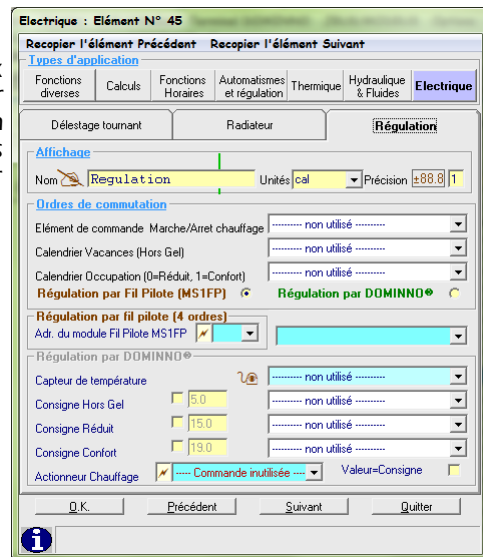 Electrique : Elément N° 45
Recopier l'élément Précédent Recopier l'élément Suivant
Types d'application
Fonctions diverses
Calculs
Fonctions Horaires
Automatismes et régulation
Thermique
Hydraulique & Fluides
Electrique
Délestage tournant
Radiateur
Régulation
Affichage
Nom Regulation Unités cal Précision ±88.8 1
Ordres de commutation
Elément de commande Marche/Arret chauffage ---------- non utilisé ----------
Calendrier Vacances (Hors Gel) ---------- non utilisé ----------
Calendrier Occupation (0=Réduit, 1=Confort) ---------- non utilisé ----------
Régulation par Fil Pilote (MS1FP) Régulation par DOMINNO®
Régulation par fil pilote (4 ordres)
Adr. du module Fil Pilote MS1FP
Régulation par DOMINNO®
Capteur de température ---------- non utilisé ----------
Consigne Hors Gel 5.0 ---------- non utilisé ----------
Consigne Réduit 15.0 ---------- non utilisé ----------
Consigne Confort 19.0 ---------- non utilisé ----------
Actionneur Chauffage ----- Commande inutilisée ---- Valeur=Consigne
O.K. Précédent Suivant Quitter